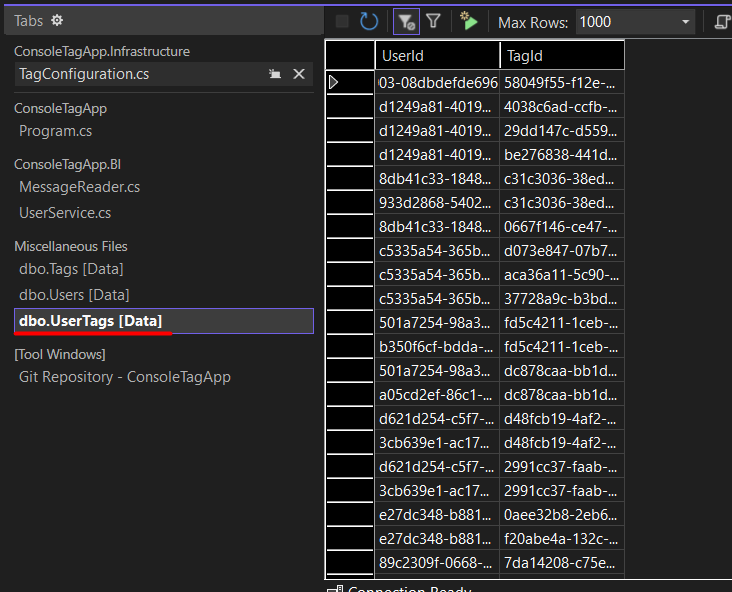 Tabs
ConsoleTagApp.Infrastructure
TagConfiguration.cs
ConsoleTagApp
Program.cs
ConsoleTagApp.Bl
MessageReader.cs
UserService.cs
Miscellaneous Files
dbo.Tags [Data]
dbo.Users [Data]
dbo.UserTags [Data]
[Tool Windows]
Git Repository - ConsoleTagApp
Max Rows: 1000
UserId TagId
03-08dbdefde696 58049f55-f12e-...
d1249a81-4019... 4038c6ad-ccfb-...
d1249a81-4019... 29dd147c-d559...
d1249a81-4019... be276838-441d...
8db41c33-1848... c31c3036-38ed...
933d2868-5402... c31c3036-38ed...
8db41c33-1848... 0667f146-ce47-...
c5335a54-365b... d073e847-07b7...
c5335a54-365b... aca36a11-5c90-...
c5335a54-365b... 37728a9c-b3bd...
501a7254-98a3... fd5c4211-1ceb-...
b350f6cf-bdda-... fd5c4211-1ceb-...
501a7254-98a3... dc878caa-bb1d...
a05cd2ef-86c1-... dc878caa-bb1d...
d621d254-c5f7-... d48fcb19-4af2-...
3cb639e1-ac17... d48fcb19-4af2-...
d621d254-c5f7-... 2991cc37-faab-...
3cb639e1-ac17... 2991cc37-faab-...
e27dc348-b881... 0aee32b8-2eb6...
e27dc348-b881... f20abe4a-132c-...
89c2309f-0668-... 7da14208-c75e...
Connection Ready